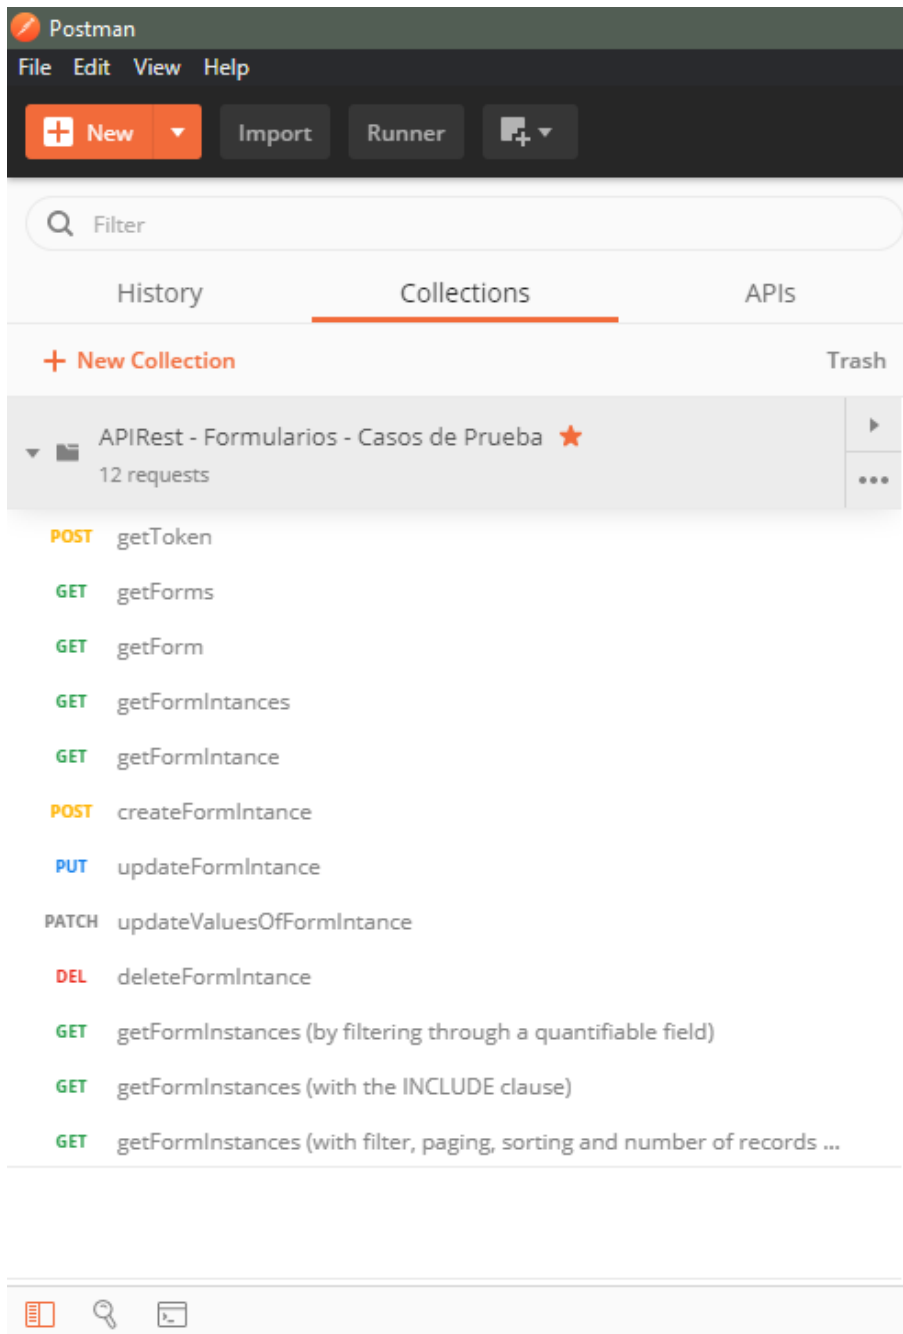 Postman
File Edit View Help
New Import Runner
Filter
History Collections APIs
+ New Collection Trash
APIRest - Formularios - Casos de Prueba
12 requests
POST getToken
GET getForms
GET getForm
GET getFormIntances
GET getFormIntance
POST createFormIntance
PUT updateFormIntance
PATCH updateValuesOfFormIntance
DEL deleteFormIntance
GET getFormInstances (by filtering through a quantifiable field)
GET getFormInstances (with the INCLUDE clause)
GET getFormInstances (with filter, paging, sorting and number of records ...